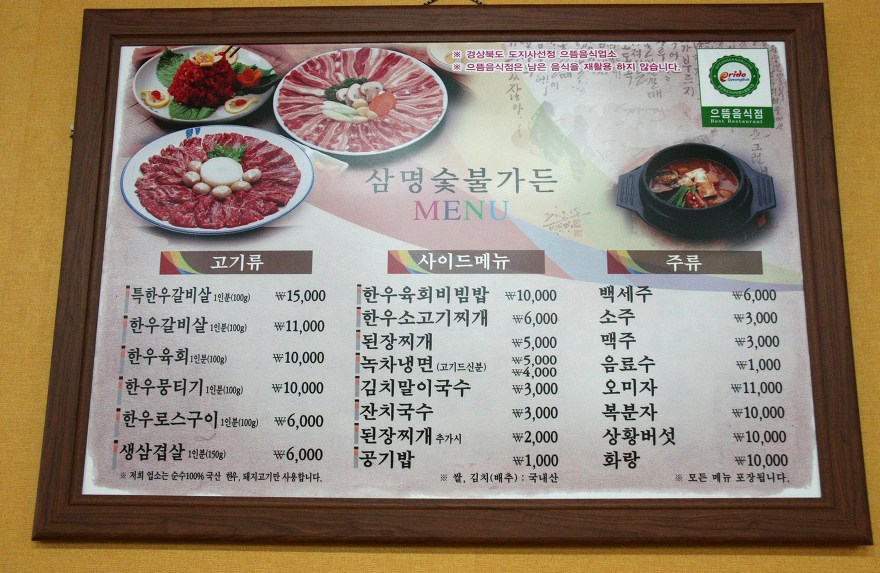 ※ 경상북도 도지사선정 으뜸음식업소
※ 으뜸음식점은 남은 음식을 재활용 하지 않습니다.
pride
GyeongBuk
으뜸음식점
Best Restaurant
삼명숯불가든
MENU
고기류
특한우갈비살 1인분(100g) ₩15,000
한우갈비살 1인분(100g) ₩11,000
한우육회 1인분(100g) ₩10,000
한우뭉티기 1인분(100g) ₩10,000
한우로스구이 1인분(100g) ₩6,000
생삼겹살 1인분(150g) ₩6,000
※ 저희 업소는 순수100% 국산 한우, 돼지고기만 사용합니다.
사이드메뉴
한우육회비빔밥 ₩10,000
한우소고기찌개 ₩6,000
된장찌개 ₩5,000
녹차냉면 (고기드신분) ₩5,000 ₩4,000
김치말이국수 ₩3,000
잔치국수 ₩3,000
된장찌개 추가시 ₩2,000
공기밥 ₩1,000
※ 쌀, 김치(배추) : 국내산
주류
백세주 ₩6,000
소주 ₩3,000
맥주 ₩3,000
음료수 ₩1,000
오미자 ₩11,000
복분자 ₩10,000
상황버섯 ₩10,000
화랑 ₩10,000
※ 모든 메뉴 포장됩니다.